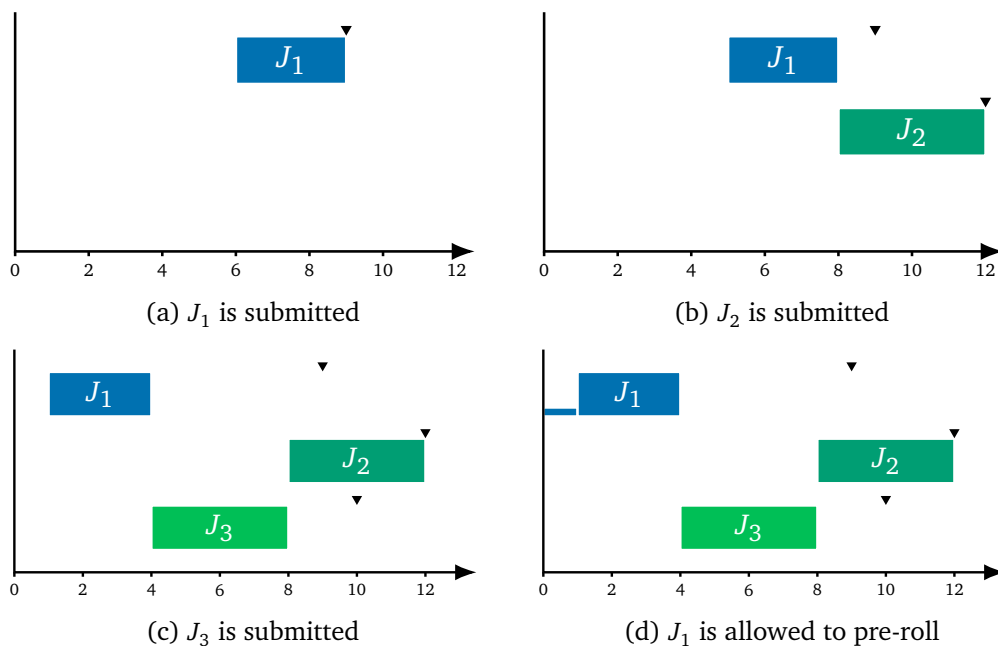 J1
0 2 4 6 8 10 12
(a) J1 is submitted
J1
J2
0 2 4 6 8 10 12
(b) J2 is submitted
J1
J2
J3
0 2 4 6 8 10 12
(c) J3 is submitted
J1
J2
J3
0 2 4 6 8 10 12
(d) J1 is allowed to pre-roll